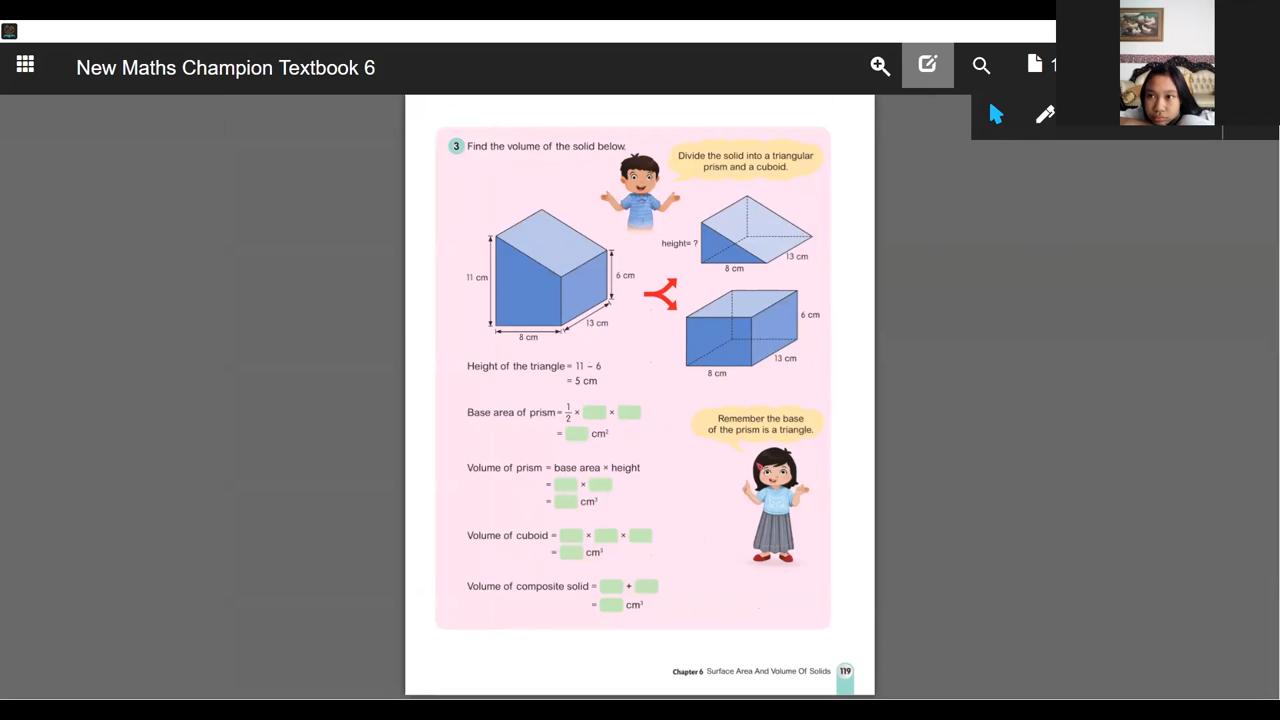 New Maths Champion Textbook 6
3 Find the volume of the solid below.
Divide the solid into a triangular
prism and a cuboid.
11 cm
6 cm
13 cm
8 cm
height= ?
8 cm
13 cm
6 cm
13 cm
8 cm
Height of the triangle = 11 − 6
= 5 cm
Base area of prism = 1/2 × ×
= cm²
Remember the base
of the prism is a triangle.
Volume of prism = base area × height
= ×
= cm³
Volume of cuboid = × ×
= cm³
Volume of composite solid = +
= cm³
Chapter 6 Surface Area And Volume Of Solids 119